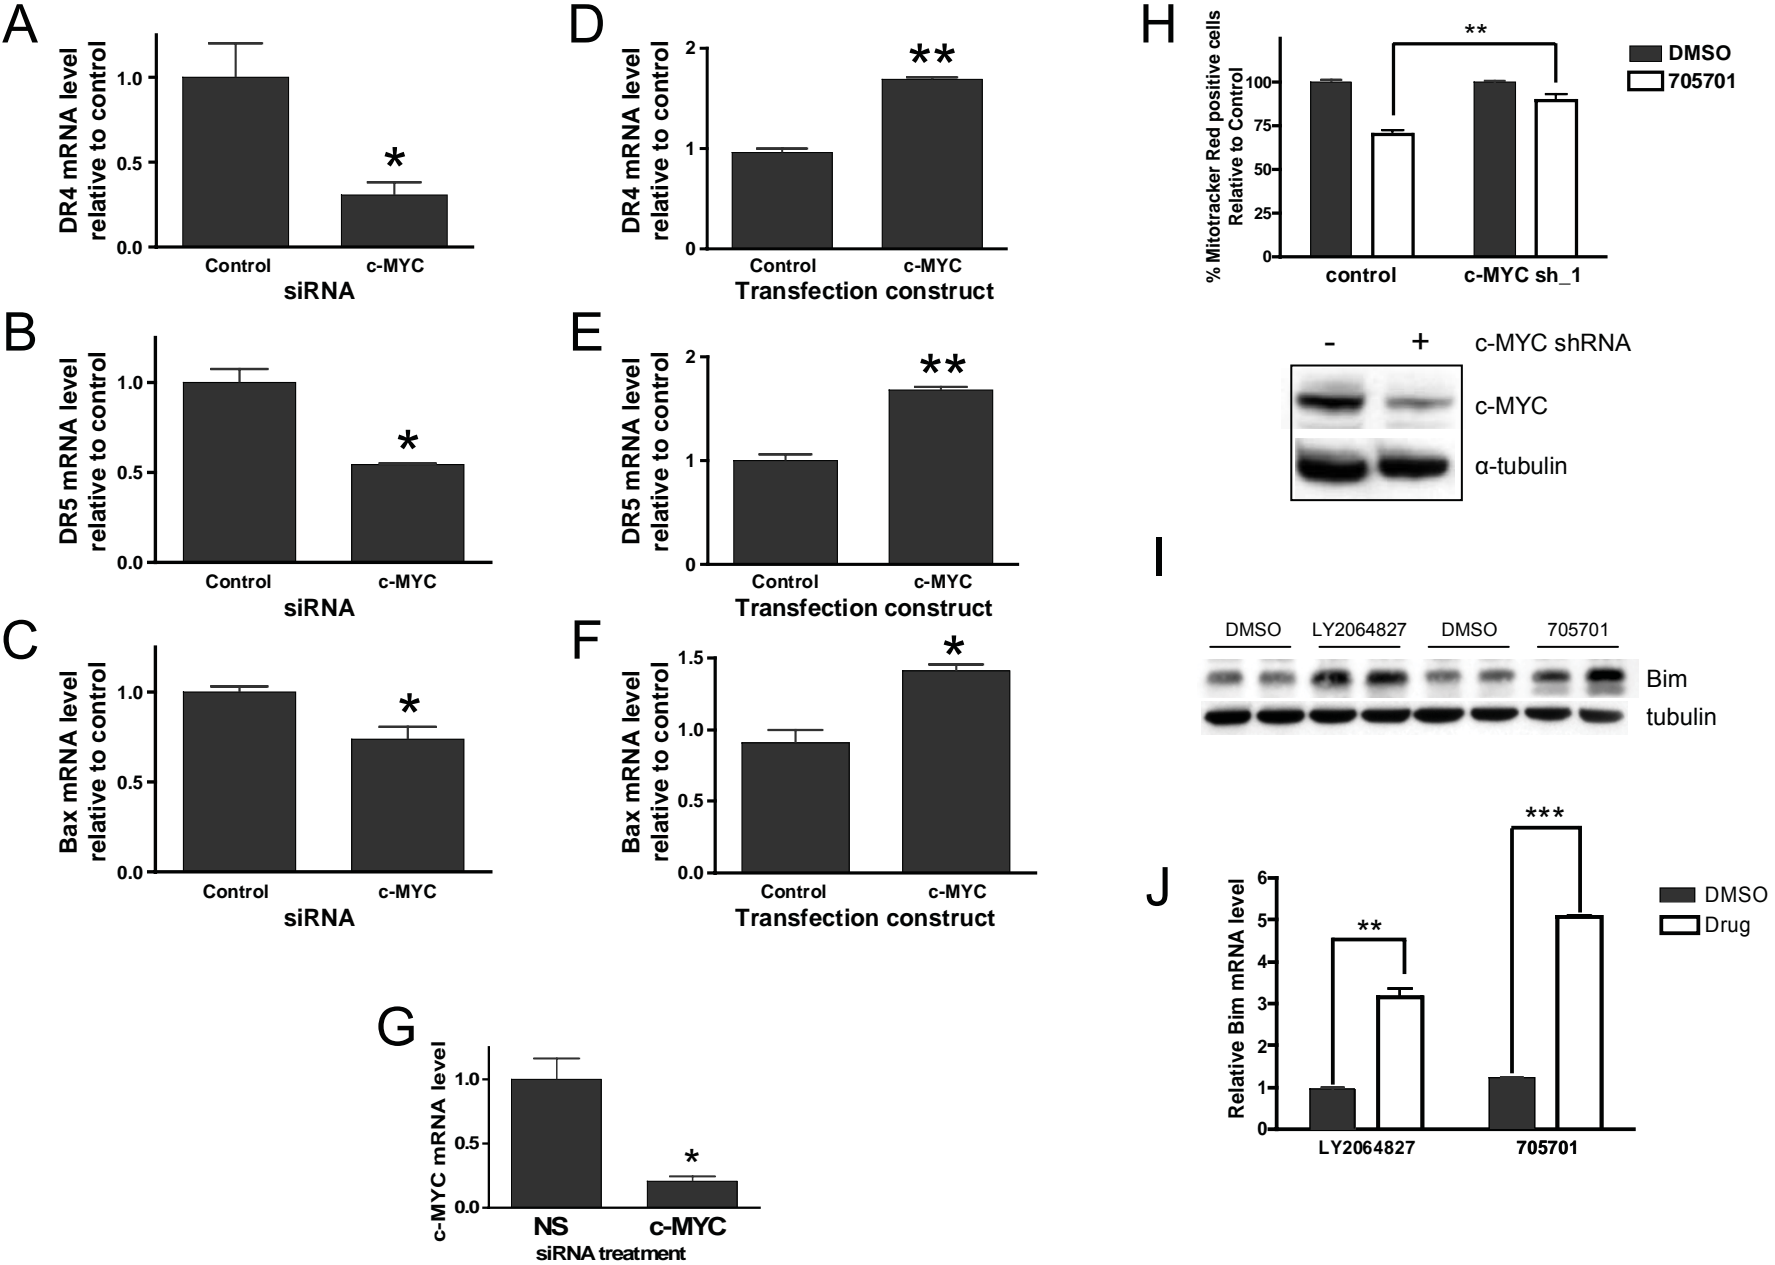 A
DR4 mRNA level
relative to control
1.0
0.5
0.0
*
Control
c-MYC
siRNA
B
DR5 mRNA level
relative to control
1.0
0.5
0.0
*
Control
c-MYC
siRNA
C
Bax mRNA level
relative to control
1.0
0.5
0.0
*
Control
c-MYC
siRNA
D
DR4 mRNA level
relative to control
2
1
0
**
Control
c-MYC
Transfection construct
E
DR5 mRNA level
relative to control
2
1
0
**
Control
c-MYC
Transfection construct
F
Bax mRNA level
relative to control
1.5
1.0
0.5
0.0
*
Control
c-MYC
Transfection construct
G
c-MYC mRNA level
1.0
0.5
0.0
*
NS
c-MYC
siRNA treatment
H
% Mitotracker Red positive cells
Relative to Control
100
75
50
25
0
**
DMSO
705701
control
c-MYC sh_1
- + c-MYC shRNA
c-MYC
α-tubulin
I
DMSO LY2064827 DMSO 705701
Bim
tubulin
J
Relative Bim mRNA level
6
5
4
3
2
1
0
**
***
DMSO
Drug
LY2064827
705701